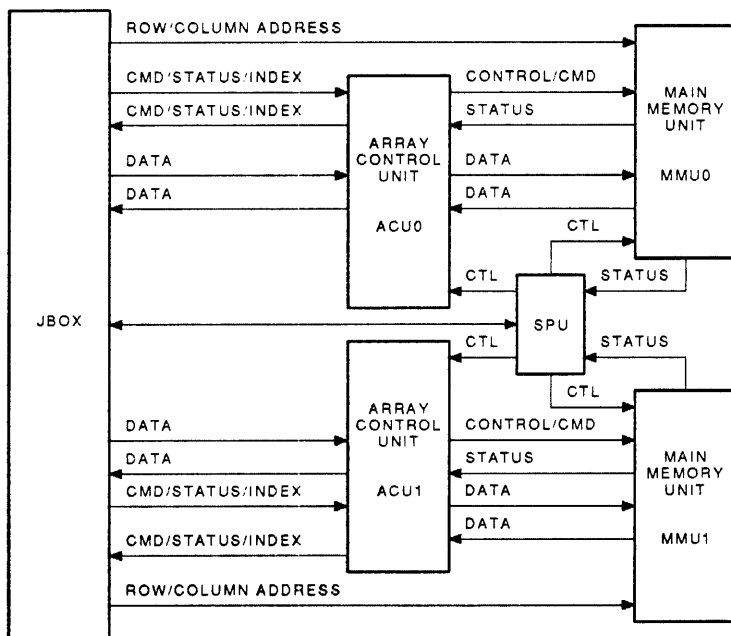 ROW'COLUMN ADDRESS
CMD'STATUS/INDEX
CMD'STATUS/INDEX
DATA
DATA
ARRAY
CONTROL
UNIT
ACU0
CONTROL/CMD
STATUS
DATA
DATA
MAIN
MEMORY
UNIT
MMU0
CTL
CTL
STATUS
JBOX
SPU
CTL
STATUS
CTL
ARRAY
CONTROL
UNIT
ACU1
DATA
DATA
CMD/STATUS/INDEX
CMD/STATUS/INDEX
ROW/COLUMN ADDRESS
CONTROL/CMD
STATUS
DATA
DATA
MAIN
MEMORY
UNIT
MMU1